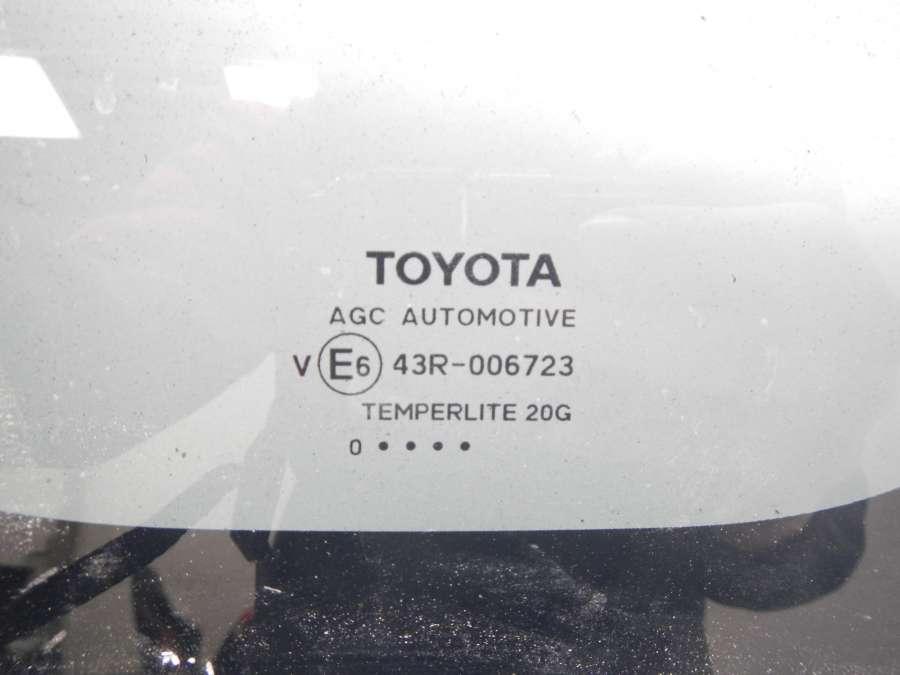 TOYOTA
AGC AUTOMOTIVE
V E6 43R-006723
TEMPERLITE 20G
0 • • • •